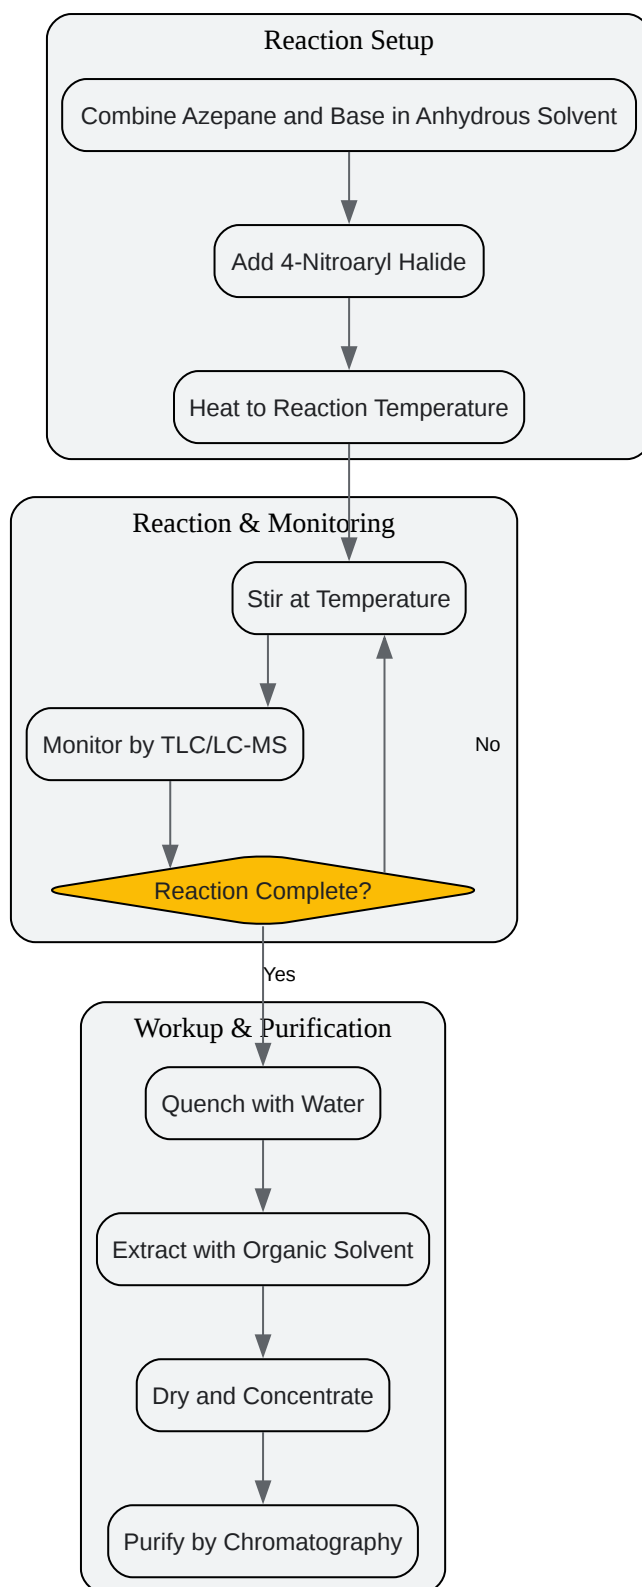 Reaction Setup
Combine Azepane and Base in Anhydrous Solvent
Add 4-Nitroaryl Halide
Heat to Reaction Temperature
Reaction & Monitoring
Stir at Temperature
Monitor by TLC/LC-MS
No
Reaction Complete?
Yes
Workup & Purification
Quench with Water
Extract with Organic Solvent
Dry and Concentrate
Purify by Chromatography